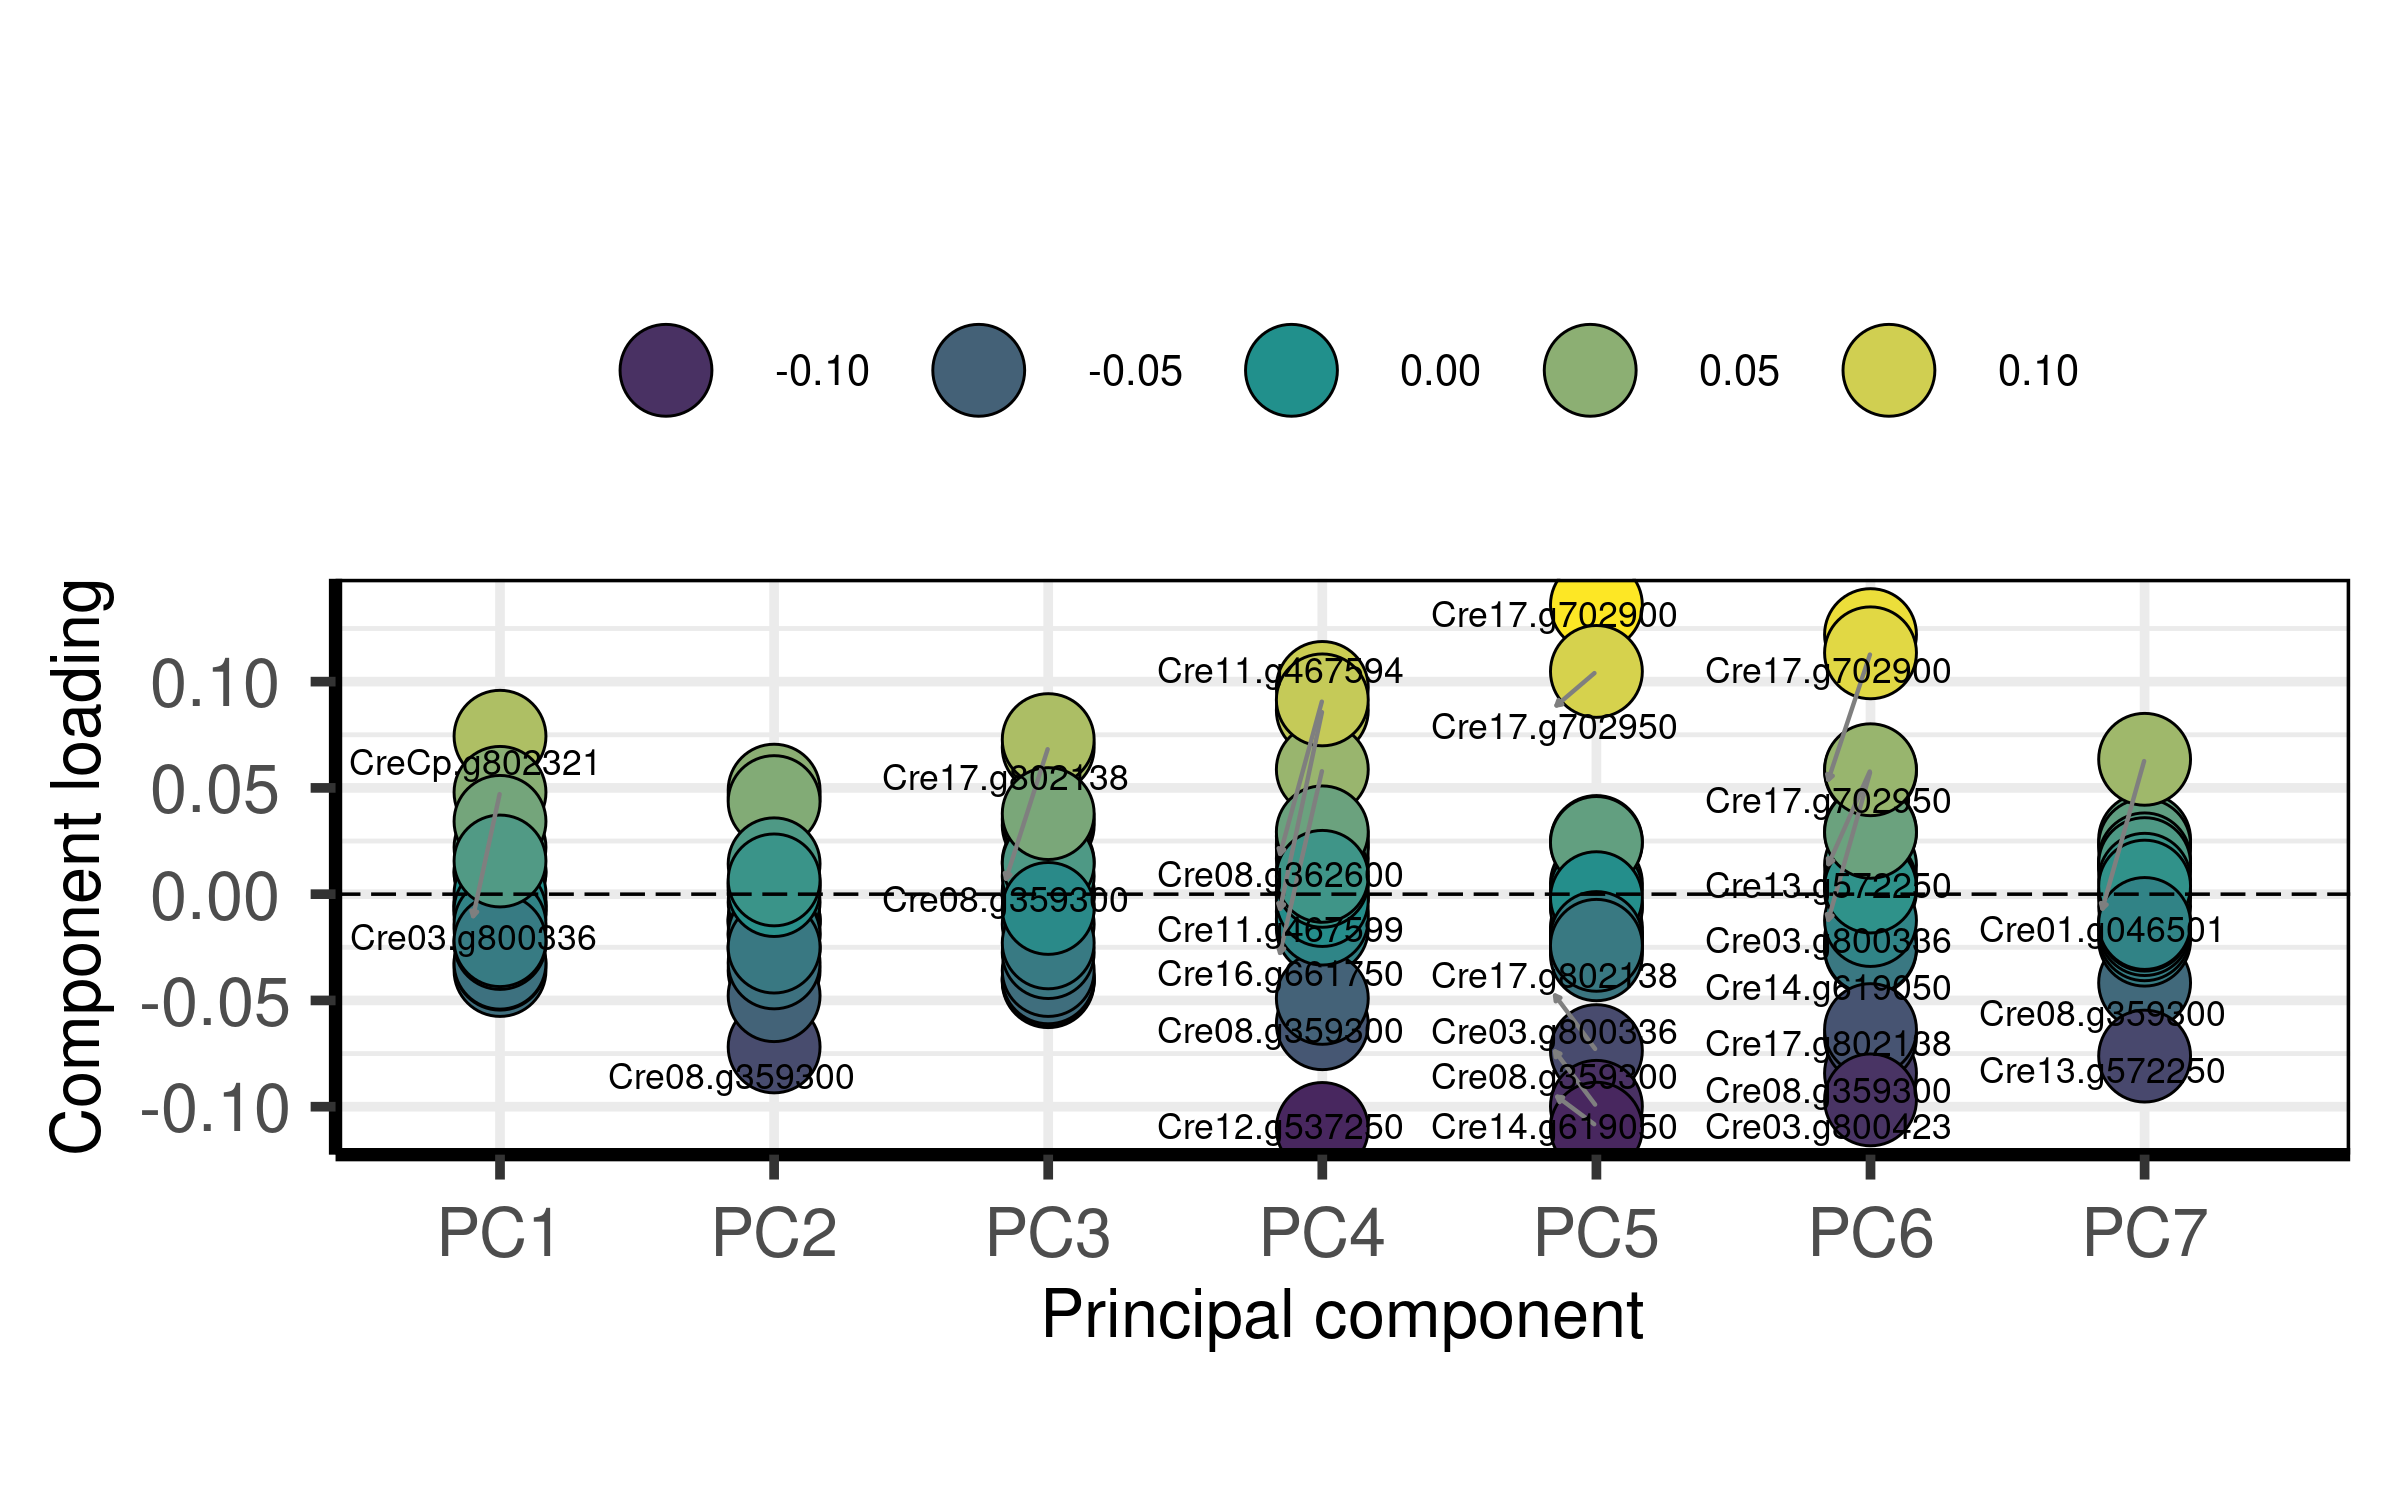 -0.10 -0.05 0.00 0.05 0.10
Component loading
0.10
0.05
0.00
-0.05
-0.10
CreCp.g802321
Cre03.g800336
Cre08.g359300
Cre17.g802138
Cre08.g359300
Cre11.g467594
Cre08.g362600
Cre11.g467599
Cre16.g661750
Cre08.g359300
Cre12.g537250
Cre17.g702900
Cre17.g702950
Cre17.g802138
Cre03.g800336
Cre08.g359300
Cre14.g619050
Cre17.g702900
Cre17.g702950
Cre13.g572250
Cre03.g800336
Cre14.g619050
Cre17.g802138
Cre08.g359300
Cre03.g800423
Cre01.g046501
Cre08.g359300
Cre13.g572250
PC1 PC2 PC3 PC4 PC5 PC6 PC7
Principal component